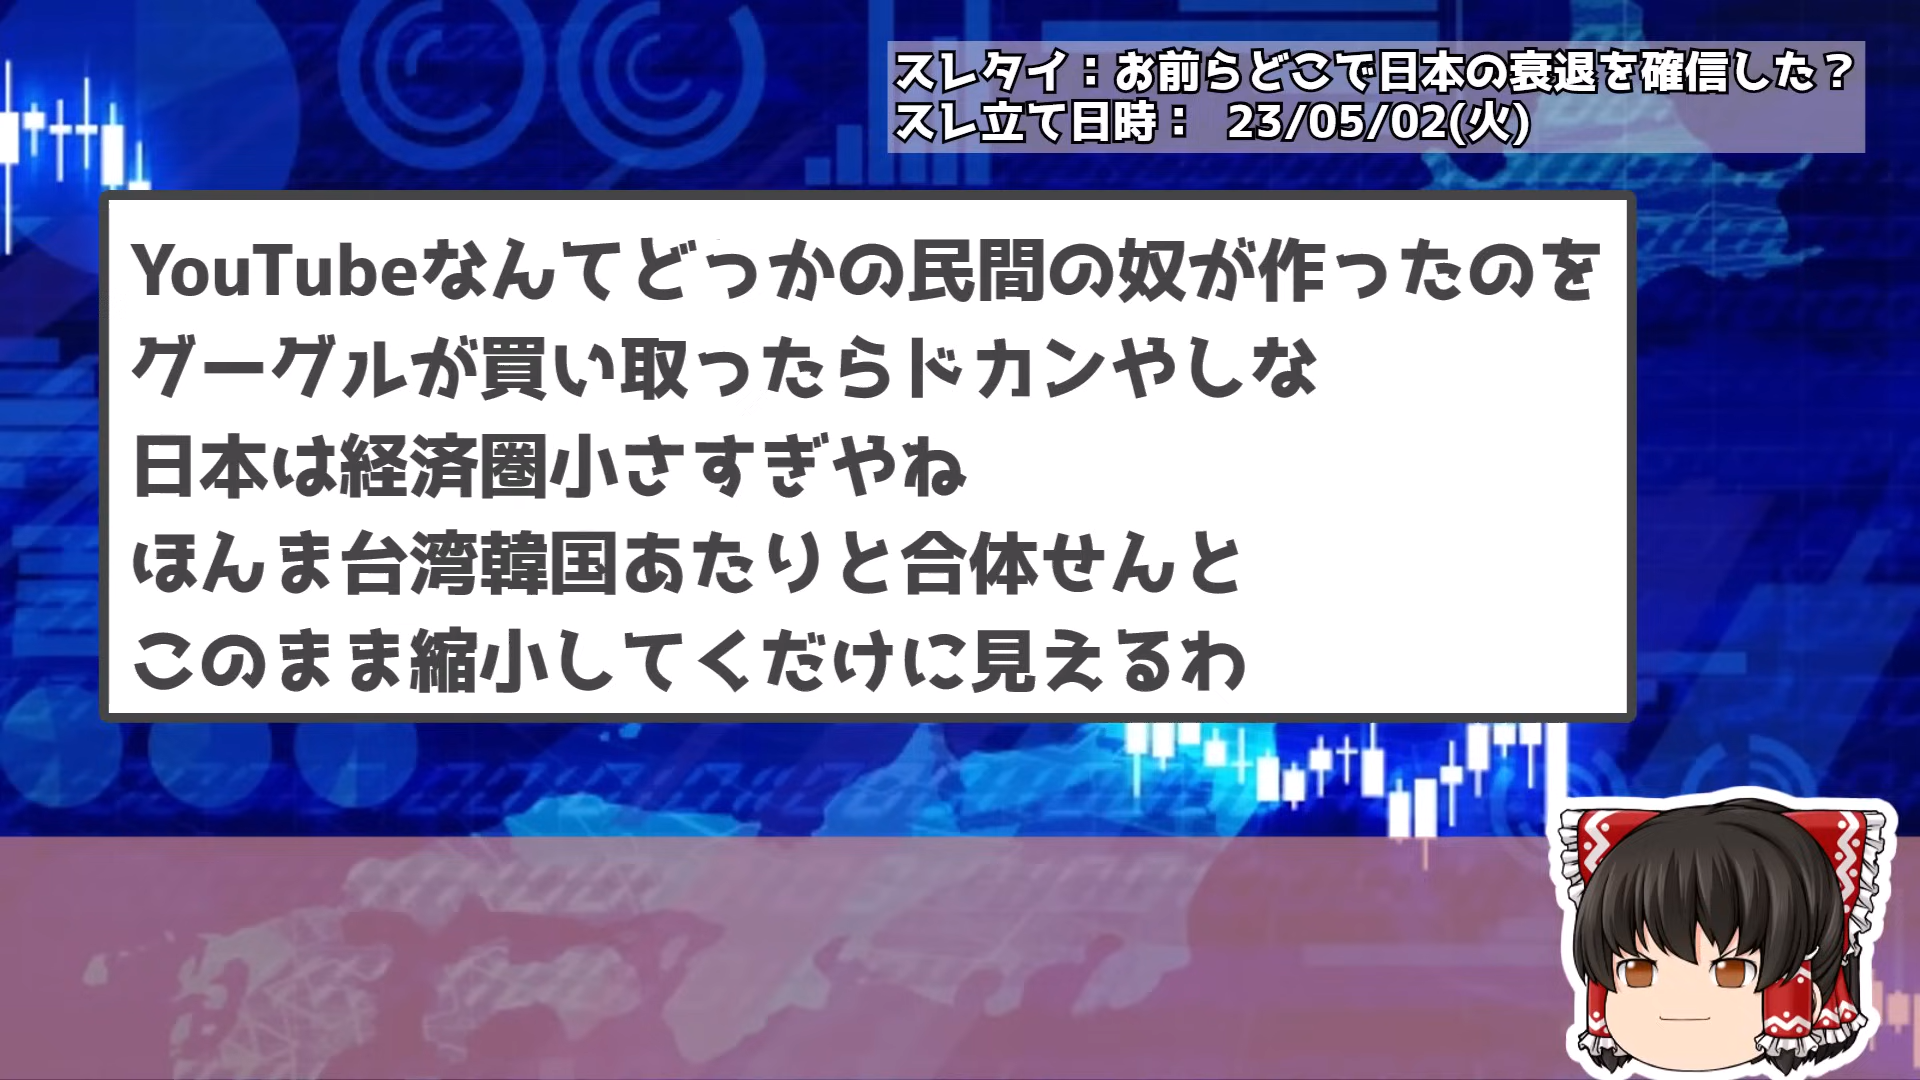 スレタイ：お前らどこで日本の衰退を確信した？
スレ立て日時： 23/05/02(火)
YouTubeなんてどっかの民間の奴が作ったのを
グーグルが買い取ったらドカンやしな
日本は経済圏小さすぎやね
ほんま台湾韓国あたりと合体せんと
このまま縮小してくだけに見えるわ